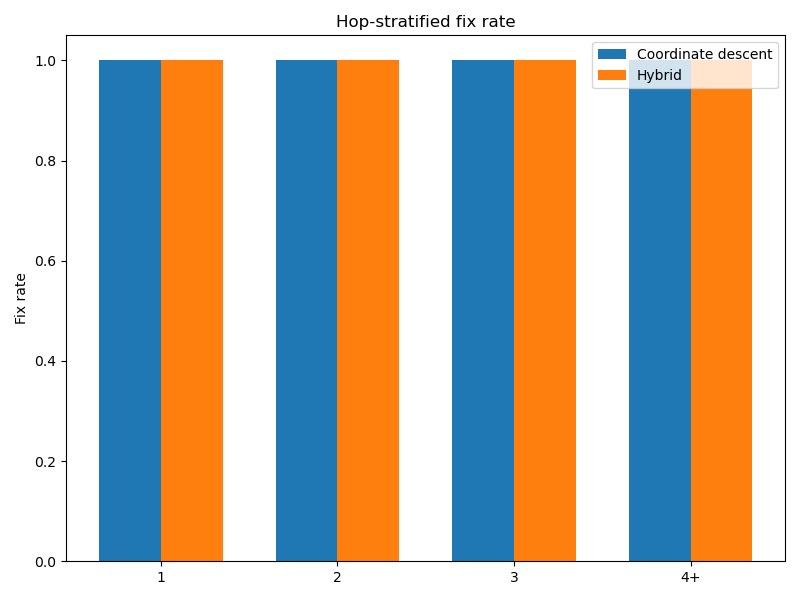 Hop-stratified fix rate
Coordinate descent
Hybrid
Fix rate
1.0
0.8
0.6
0.4
0.2
0.0
1
2
3
4+